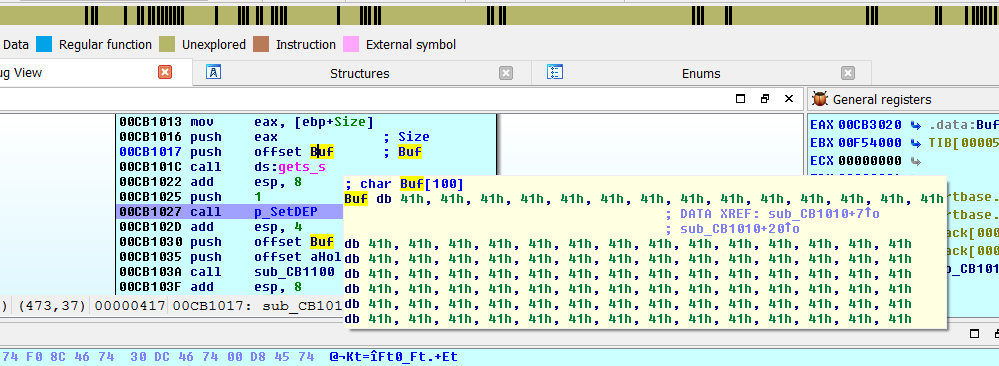 Data Regular function Unexplored Instruction External symbol
ug View Structures Enums
General registers
00CB1013 mov eax, [ebp+Size]
00CB1016 push eax ; Size
00CB1017 push offset Buf ; Buf
00CB101C call ds:gets_s
00CB1022 add esp, 8
00CB1025 push 1
00CB1027 call p_SetDEP
00CB102D add esp, 4
00CB1030 push offset Buf
00CB1035 push offset aHol
00CB103A call sub_CB1100
00CB103F add esp, 8
EAX 00CB3020 .data:Buf
EBX 00F54000 TIB[00005
ECX 00000000
; char Buf[100]
Buf db 41h, 41h, 41h, 41h, 41h, 41h, 41h, 41h, 41h, 41h, 41h, 41h, 41h, 41h
; DATA XREF: sub_CB1010+7↑o
; sub_CB1010+20↑o
db 41h, 41h, 41h, 41h, 41h, 41h, 41h, 41h, 41h, 41h, 41h, 41h, 41h, 41h
db 41h, 41h, 41h, 41h, 41h, 41h, 41h, 41h, 41h, 41h, 41h, 41h, 41h, 41h
db 41h, 41h, 41h, 41h, 41h, 41h, 41h, 41h, 41h, 41h, 41h, 41h, 41h, 41h
db 41h, 41h, 41h, 41h, 41h, 41h, 41h, 41h, 41h, 41h, 41h, 41h, 41h, 41h
db 41h, 41h, 41h, 41h, 41h, 41h, 41h, 41h, 41h, 41h, 41h, 41h, 41h, 41h
db 41h, 41h, 41h, 41h, 41h, 41h, 41h, 41h, 41h, 41h, 41h, 41h, 41h, 41h
rtbase.
rtbase.
ack[000
ack[000
b_CB101
) (473,37) 00000417 00CB1017: sub_CB101
74 F0 8C 46 74 30 DC 46 74 00 D8 45 74 @¬Kt=îFt0_Ft.+Et